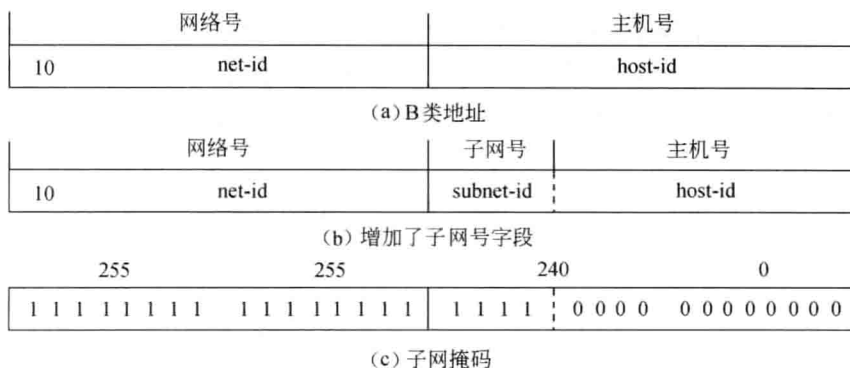 网络号 主机号
10 net-id host-id
(a) B类地址
网络号 子网号 主机号
10 net-id subnet-id host-id
(b) 增加了子网号字段
255 255 240 0
1 1 1 1 1 1 1 1 1 1 1 1 1 1 1 1 1 1 1 1 0 0 0 0 0 0 0 0 0 0 0 0
(c) 子网掩码